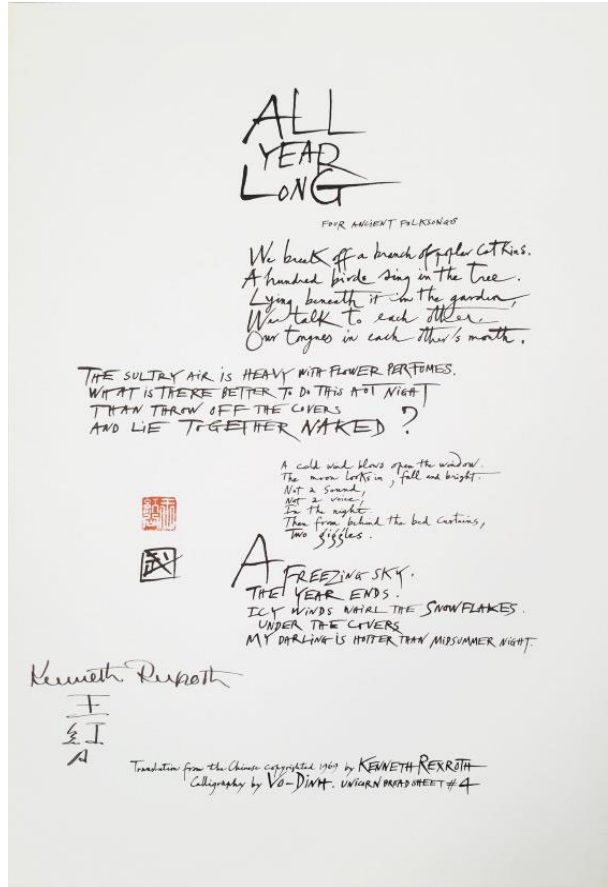 ALL
YEAR
LONG
FOUR ANCIENT FOLKSONGS
We break off a branch of poplar catkins.
A hundred birds sing in the tree.
Lying beneath it in the garden,
We talk to each other,
Our tongues in each other's mouth.
THE SULTRY AIR IS HEAVY WITH FLOWER PERFUMES.
WHAT IS THERE BETTER TO DO THIS HOT NIGHT
THAN THROW OFF THE COVERS
AND LIE TOGETHER NAKED ?
A cold wind blows open the window.
The moon looks in, full and bright.
Not a sound,
Not a voice,
In the night.
Then from behind the bed curtains,
Two giggles.
A FREEZING SKY.
THE YEAR ENDS.
ICY WINDS WHIRL THE SNOWFLAKES.
UNDER THE COVERS
MY DARLING IS HOTTER THAN MIDSUMMER NIGHT.
武
Kenneth Rexroth
王
紅
Translation from the Chinese copyrighted 1969 by KENNETH REXROTH
Calligraphy by VO-DINH. UNICORN BROADSHEET #4